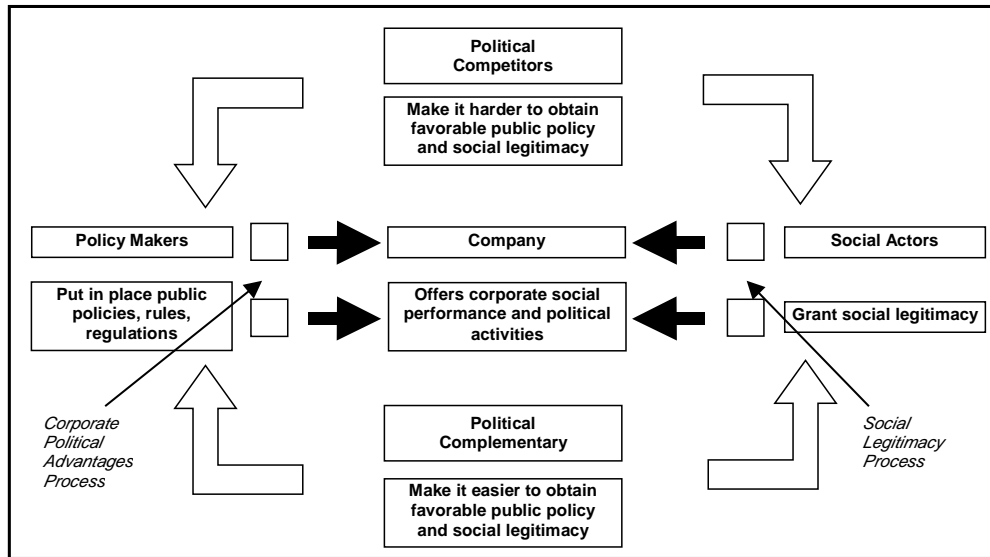 Political
Competitors
Make it harder to obtain
favorable public policy
and social legitimacy
Policy Makers
Company
Social Actors
Put in place public
policies, rules,
regulations
Offers corporate social
performance and political
activities
Grant social legitimacy
Corporate
Political
Advantages
Process
Political
Complementary
Social
Legitimacy
Process
Make it easier to obtain
favorable public policy
and social legitimacy